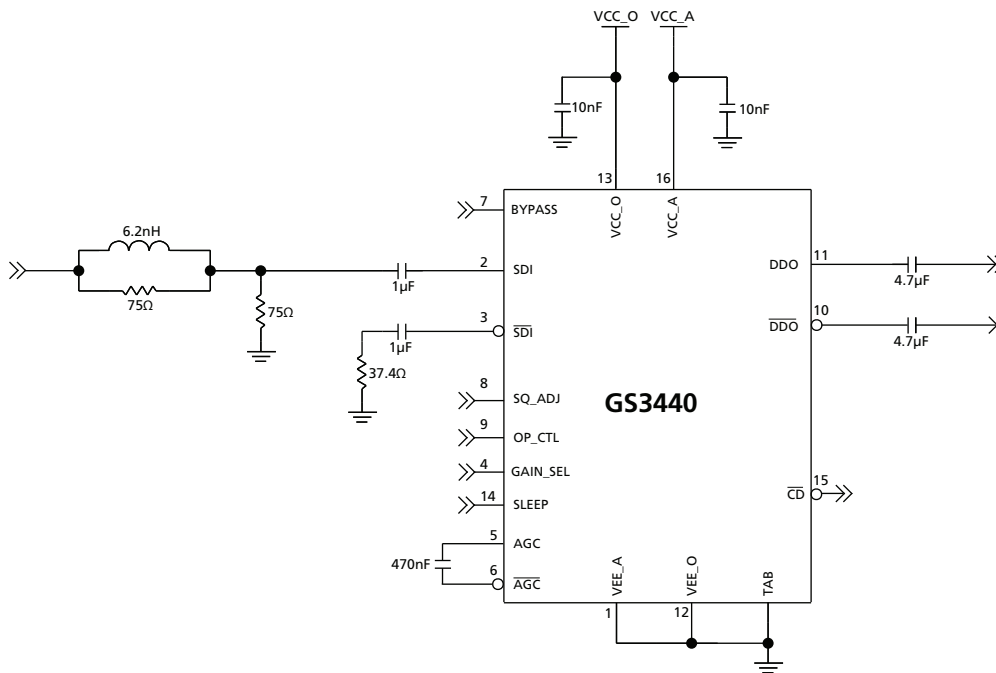 VCC_O
VCC_A
10nF
10nF
13
16
7
BYPASS
VCC_O
VCC_A
6.2nH
75Ω
75Ω
1µF
2
SDI
3
SDI
1µF
37.4Ω
DDO
11
4.7µF
10
DDO
4.7µF
8
SQ_ADJ
GS3440
9
OP_CTL
4
GAIN_SEL
14
SLEEP
15
CD
5
AGC
470nF
6
AGC
VEE_A
VEE_O
TAB
1
12